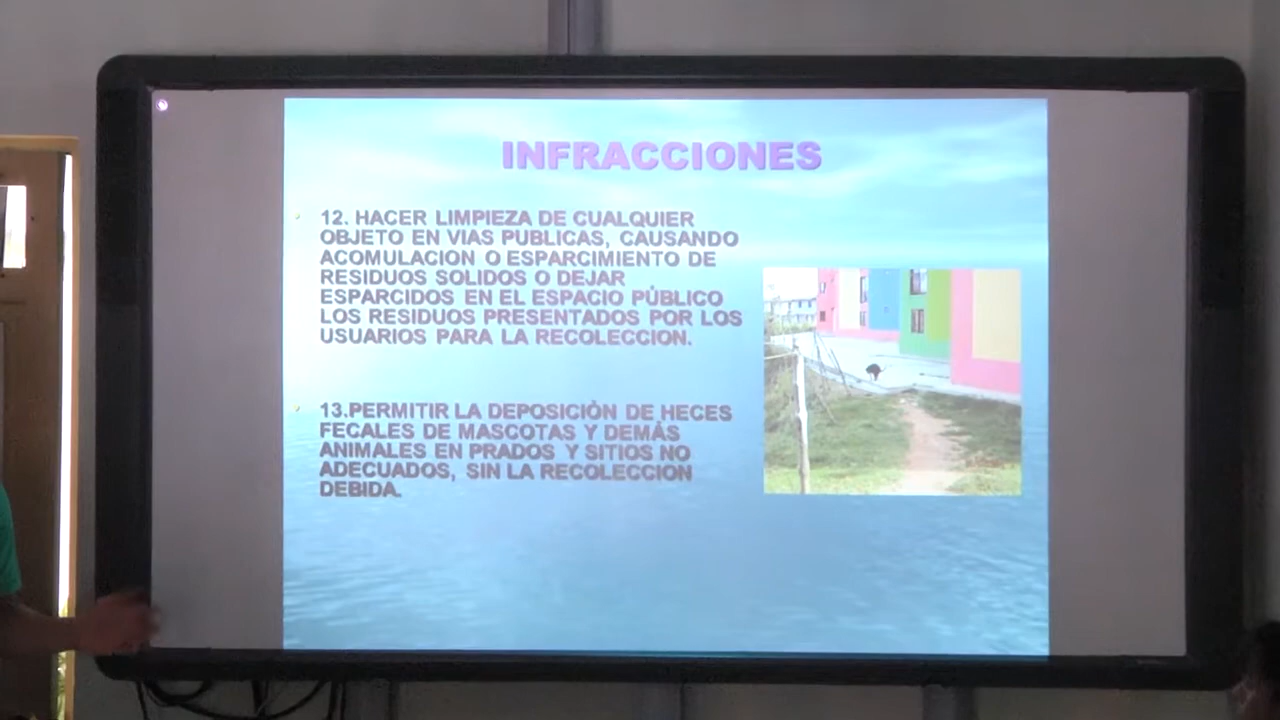 INFRACCIONES
12. HACER LIMPIEZA DE CUALQUIER
OBJETO EN VIAS PUBLICAS, CAUSANDO
ACOMULACION O ESPARCIMIENTO DE
RESIDUOS SOLIDOS O DEJAR
ESPARCIDOS EN EL ESPACIO PÚBLICO
LOS RESIDUOS PRESENTADOS POR LOS
USUARIOS PARA LA RECOLECCION.
13.PERMITIR LA DEPOSICIÓN DE HECES
FECALES DE MASCOTAS Y DEMÁS
ANIMALES EN PRADOS Y SITIOS NO
ADECUADOS, SIN LA RECOLECCION
DEBIDA.